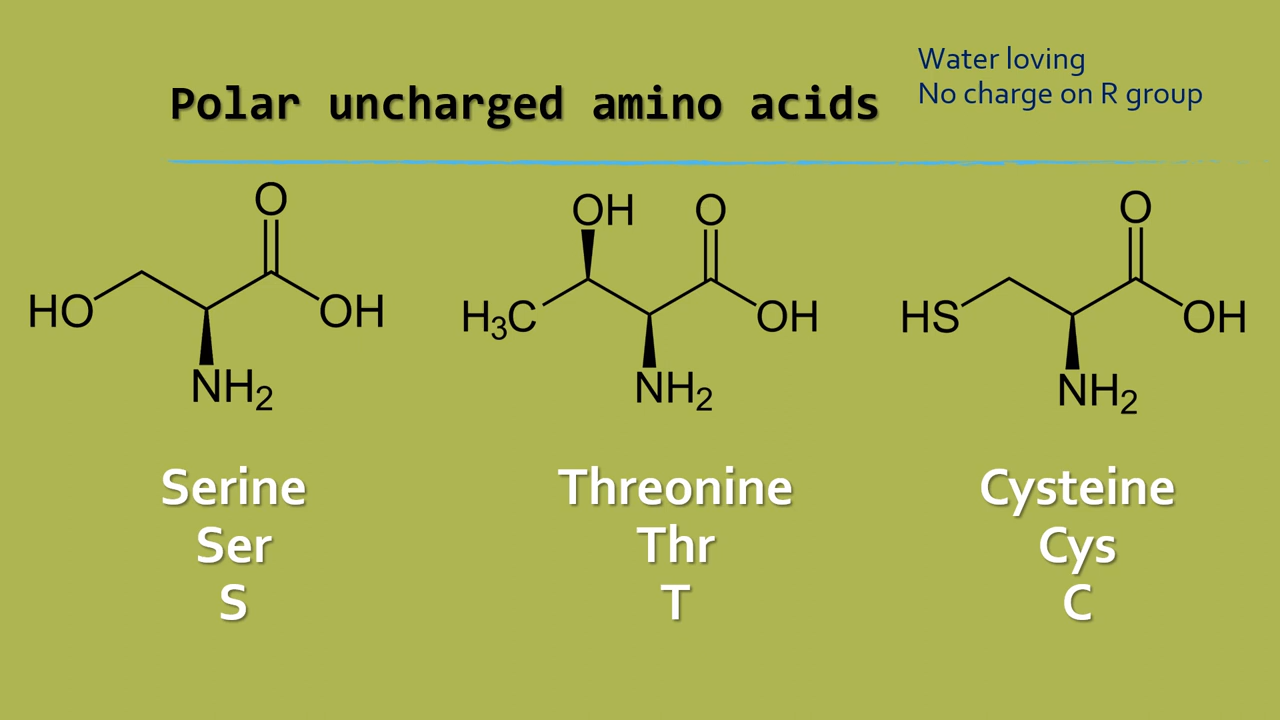 Polar uncharged amino acids
Water loving
No charge on R group
O
HO
OH
NH₂
OH
O
H₃C
OH
NH₂
O
HS
OH
NH₂
Serine
Ser
S
Threonine
Thr
T
Cysteine
Cys
C